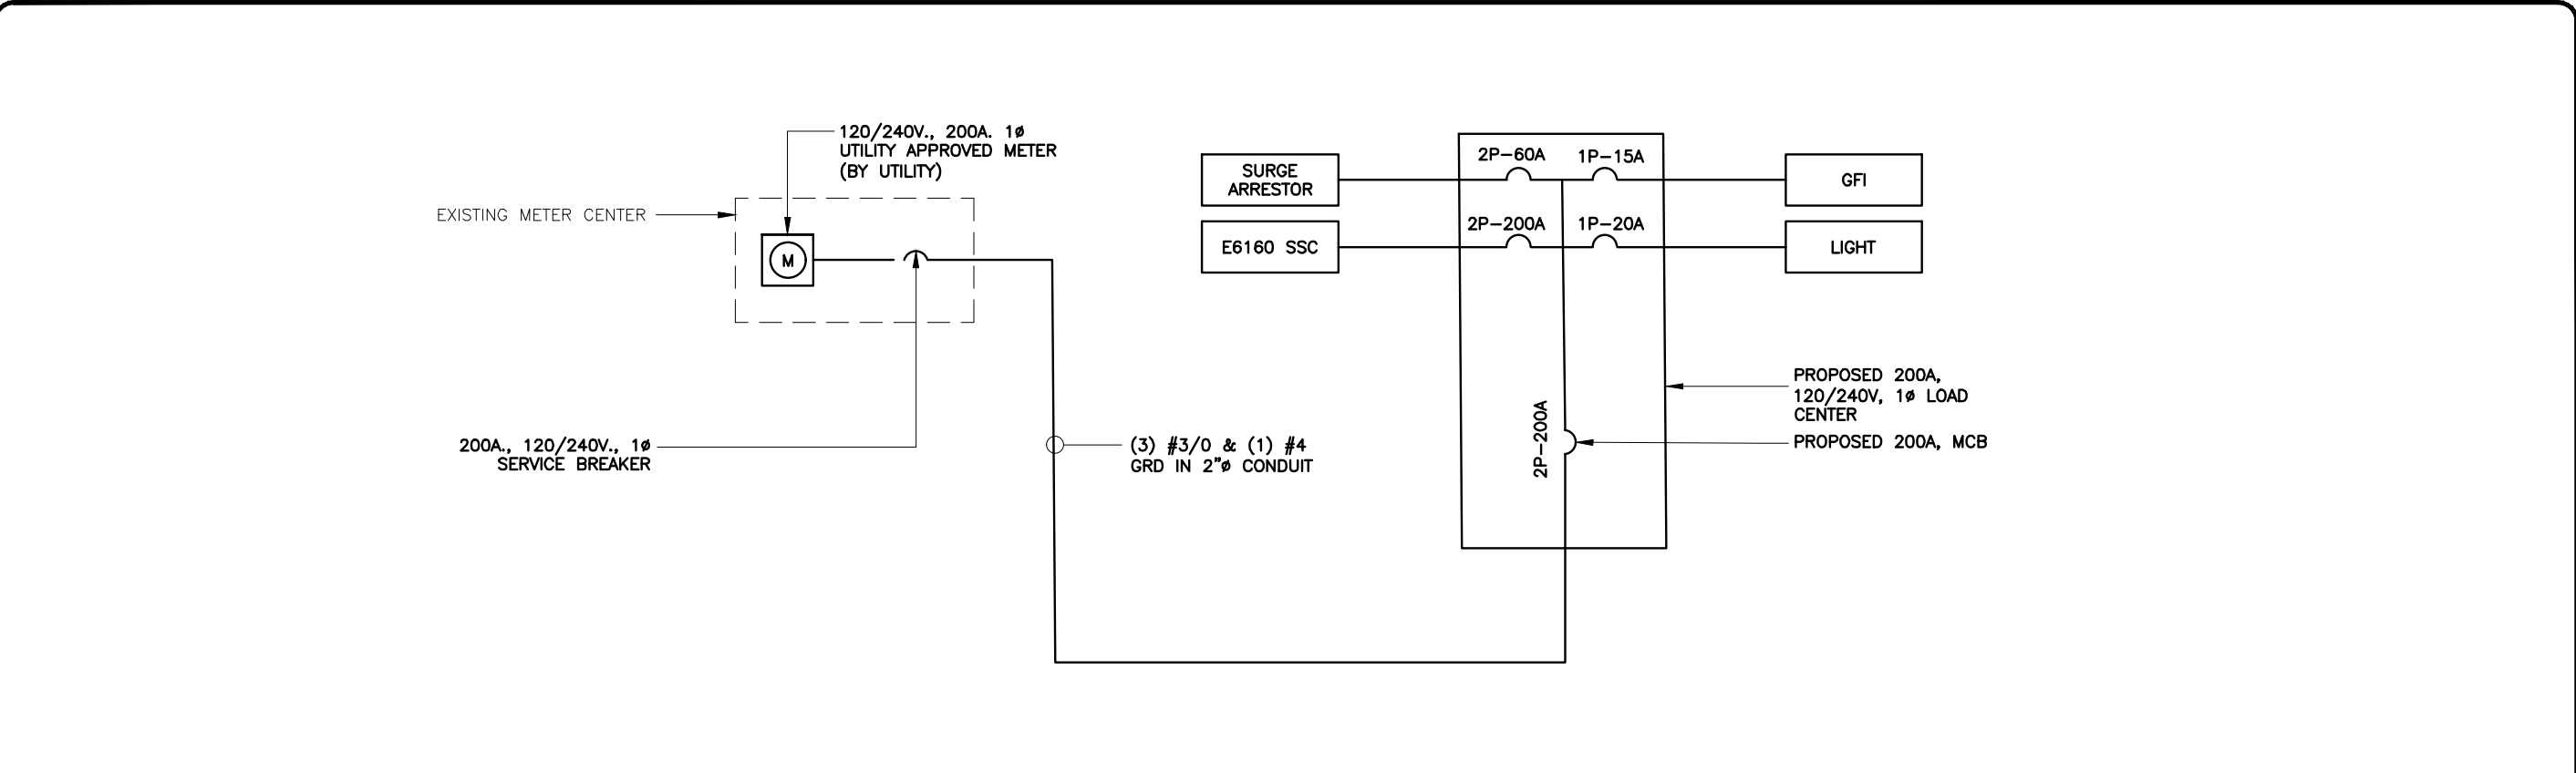 120/240V., 200A. 1ø
UTILITY APPROVED METER
(BY UTILITY)
EXISTING METER CENTER
M
200A., 120/240V., 1ø
SERVICE BREAKER
(3) #3/0 & (1) #4
GRD IN 2"ø CONDUIT
SURGE
ARRESTOR
E6160 SSC
2P-60A
1P-15A
2P-200A
1P-20A
GFI
LIGHT
2P-200A
PROPOSED 200A,
120/240V, 1ø LOAD
CENTER
PROPOSED 200A, MCB